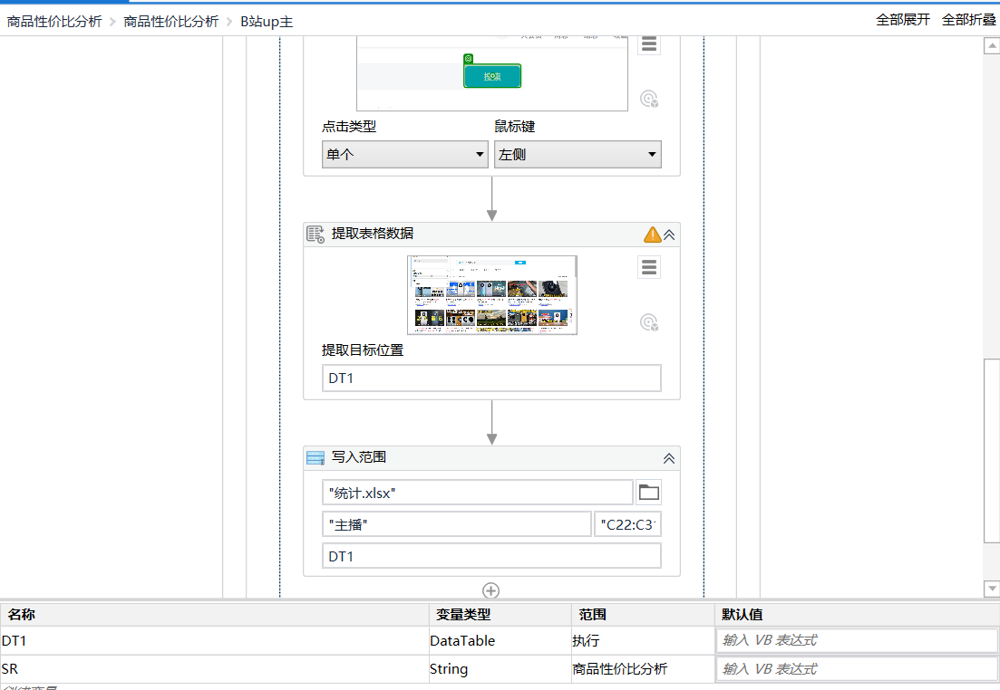 商品性价比分析 商品性价比分析 B站up主 全部展开 全部折叠
搜索
点击类型 鼠标键
单个 左侧
提取表格数据
提取目标位置
DT1
写入范围
"统计.xlsx"
"主播" "C22:C3
DT1
名称 变量类型 范围 默认值
DT1 DataTable 执行 输入 VB 表达式
SR String 商品性价比分析 输入 VB 表达式